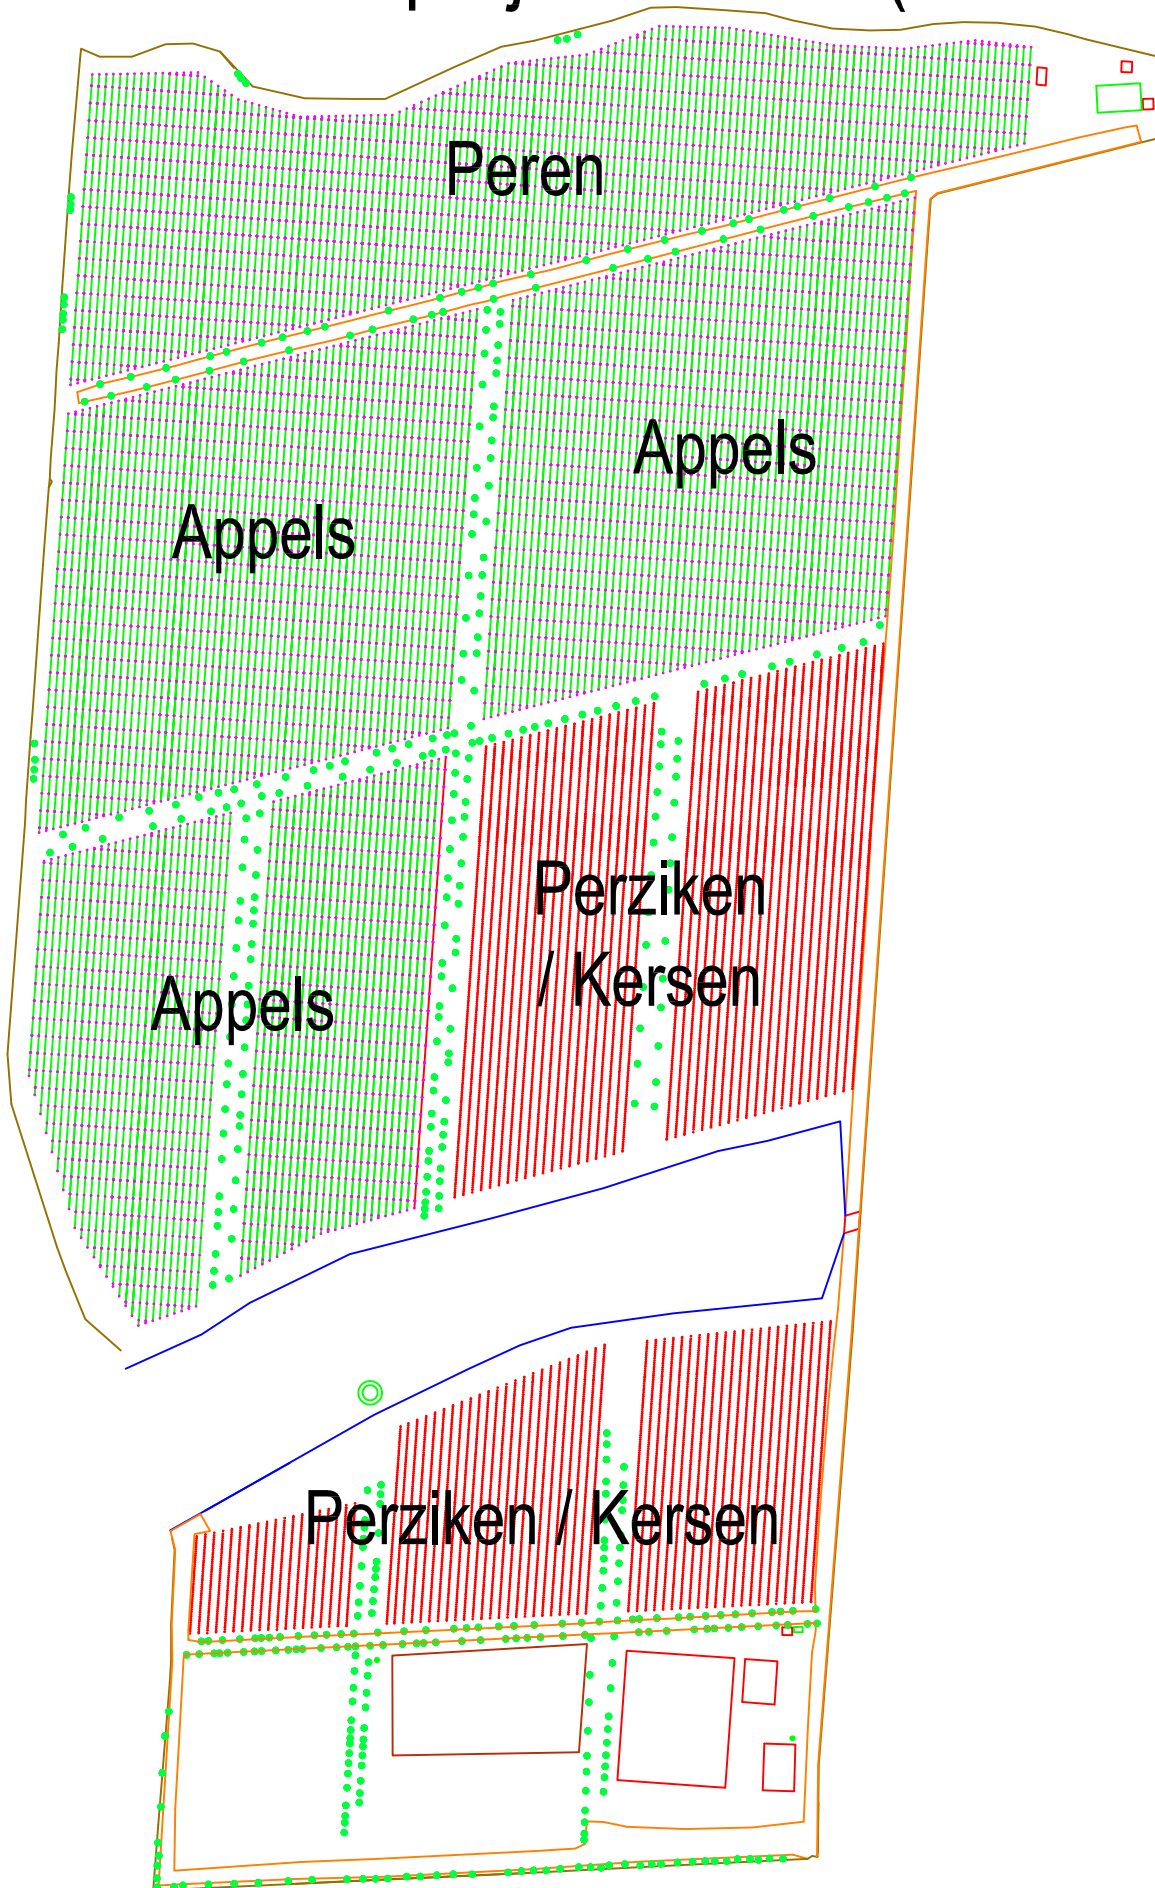 Peren
Appels
Appels
Perziken
/ Kersen
Appels
Perziken / Kersen